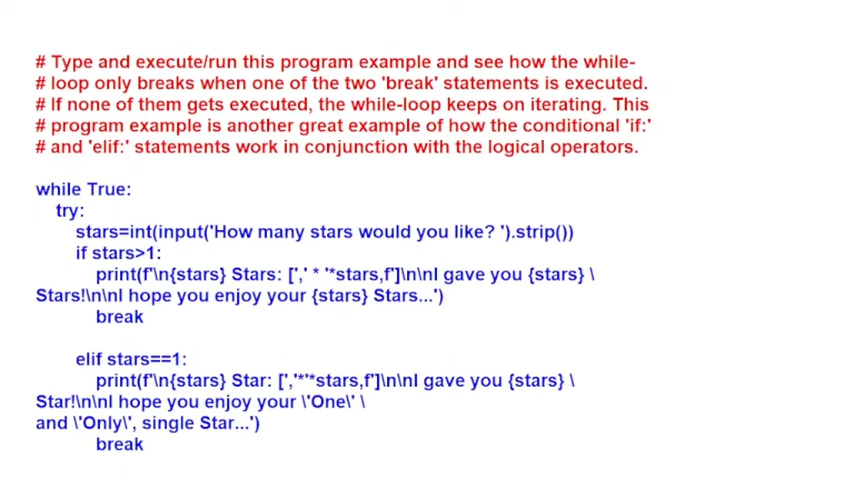 # Type and execute/run this program example and see how the while-
# loop only breaks when one of the two 'break' statements is executed.
# If none of them gets executed, the while-loop keeps on iterating. This
# program example is another great example of how the conditional 'if:'
# and 'elif:' statements work in conjunction with the logical operators.

while True:
    try:
        stars=int(input('How many stars would you like? ').strip())
        if stars>1:
            print(f'\n{stars} Stars: [',' * '*stars,f']\n\nI gave you {stars} \
Stars!\n\nI hope you enjoy your {stars} Stars...')
            break

        elif stars==1:
            print(f'\n{stars} Star: [','*'*stars,f']\n\nI gave you {stars} \
Star!\n\nI hope you enjoy your \'One\' \
and \'Only\', single Star...')
            break